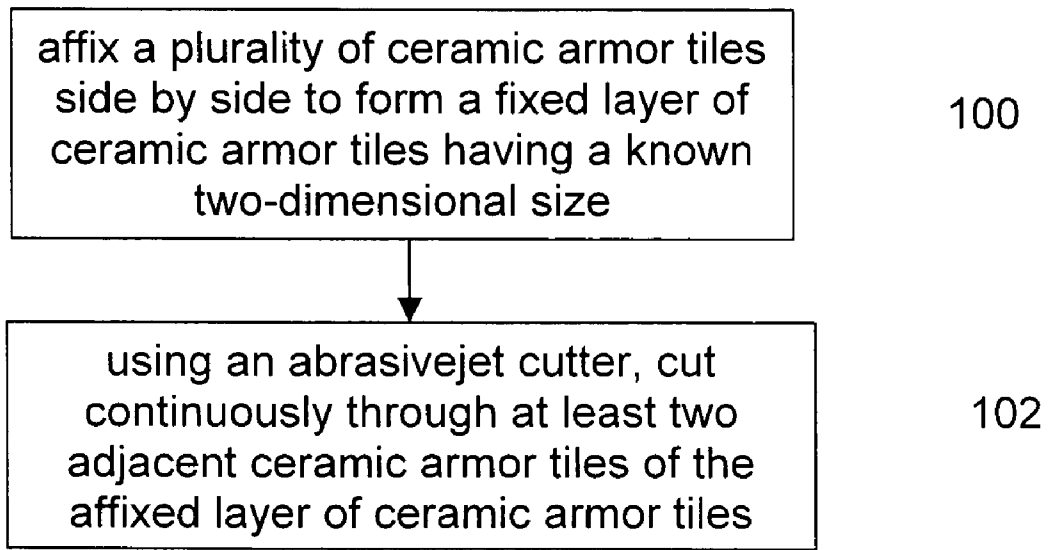 affix a plurality of ceramic armor tiles
side by side to form a fixed layer of
ceramic armor tiles having a known
two-dimensional size
100
using an abrasivejet cutter, cut
continuously through at least two
adjacent ceramic armor tiles of the
affixed layer of ceramic armor tiles
102